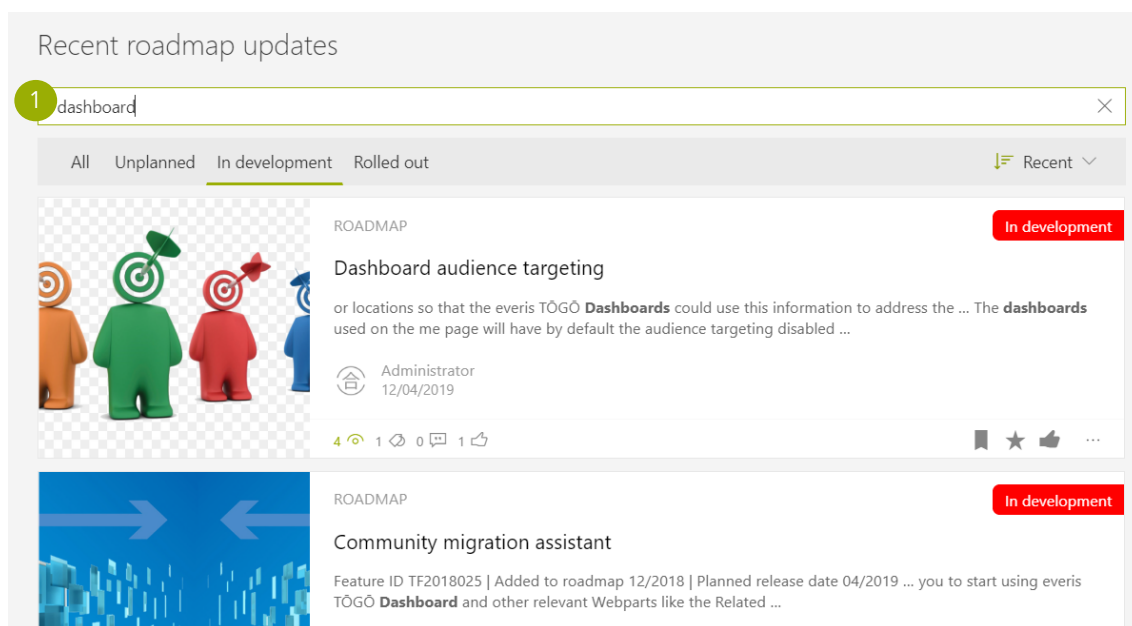 Recent roadmap updates
1
dashboard
All Unplanned In development Rolled out Recent
ROADMAP
In development
Dashboard audience targeting
or locations so that the everis TŌGŌ Dashboards could use this information to address the ... The dashboards
used on the me page will have by default the audience targeting disabled ...
合
Administrator
12/04/2019
4 1 0 1 ...
ROADMAP
In development
Community migration assistant
Feature ID TF2018025 | Added to roadmap 12/2018 | Planned release date 04/2019 ... you to start using everis
TŌGŌ Dashboard and other relevant Webparts like the Related ...